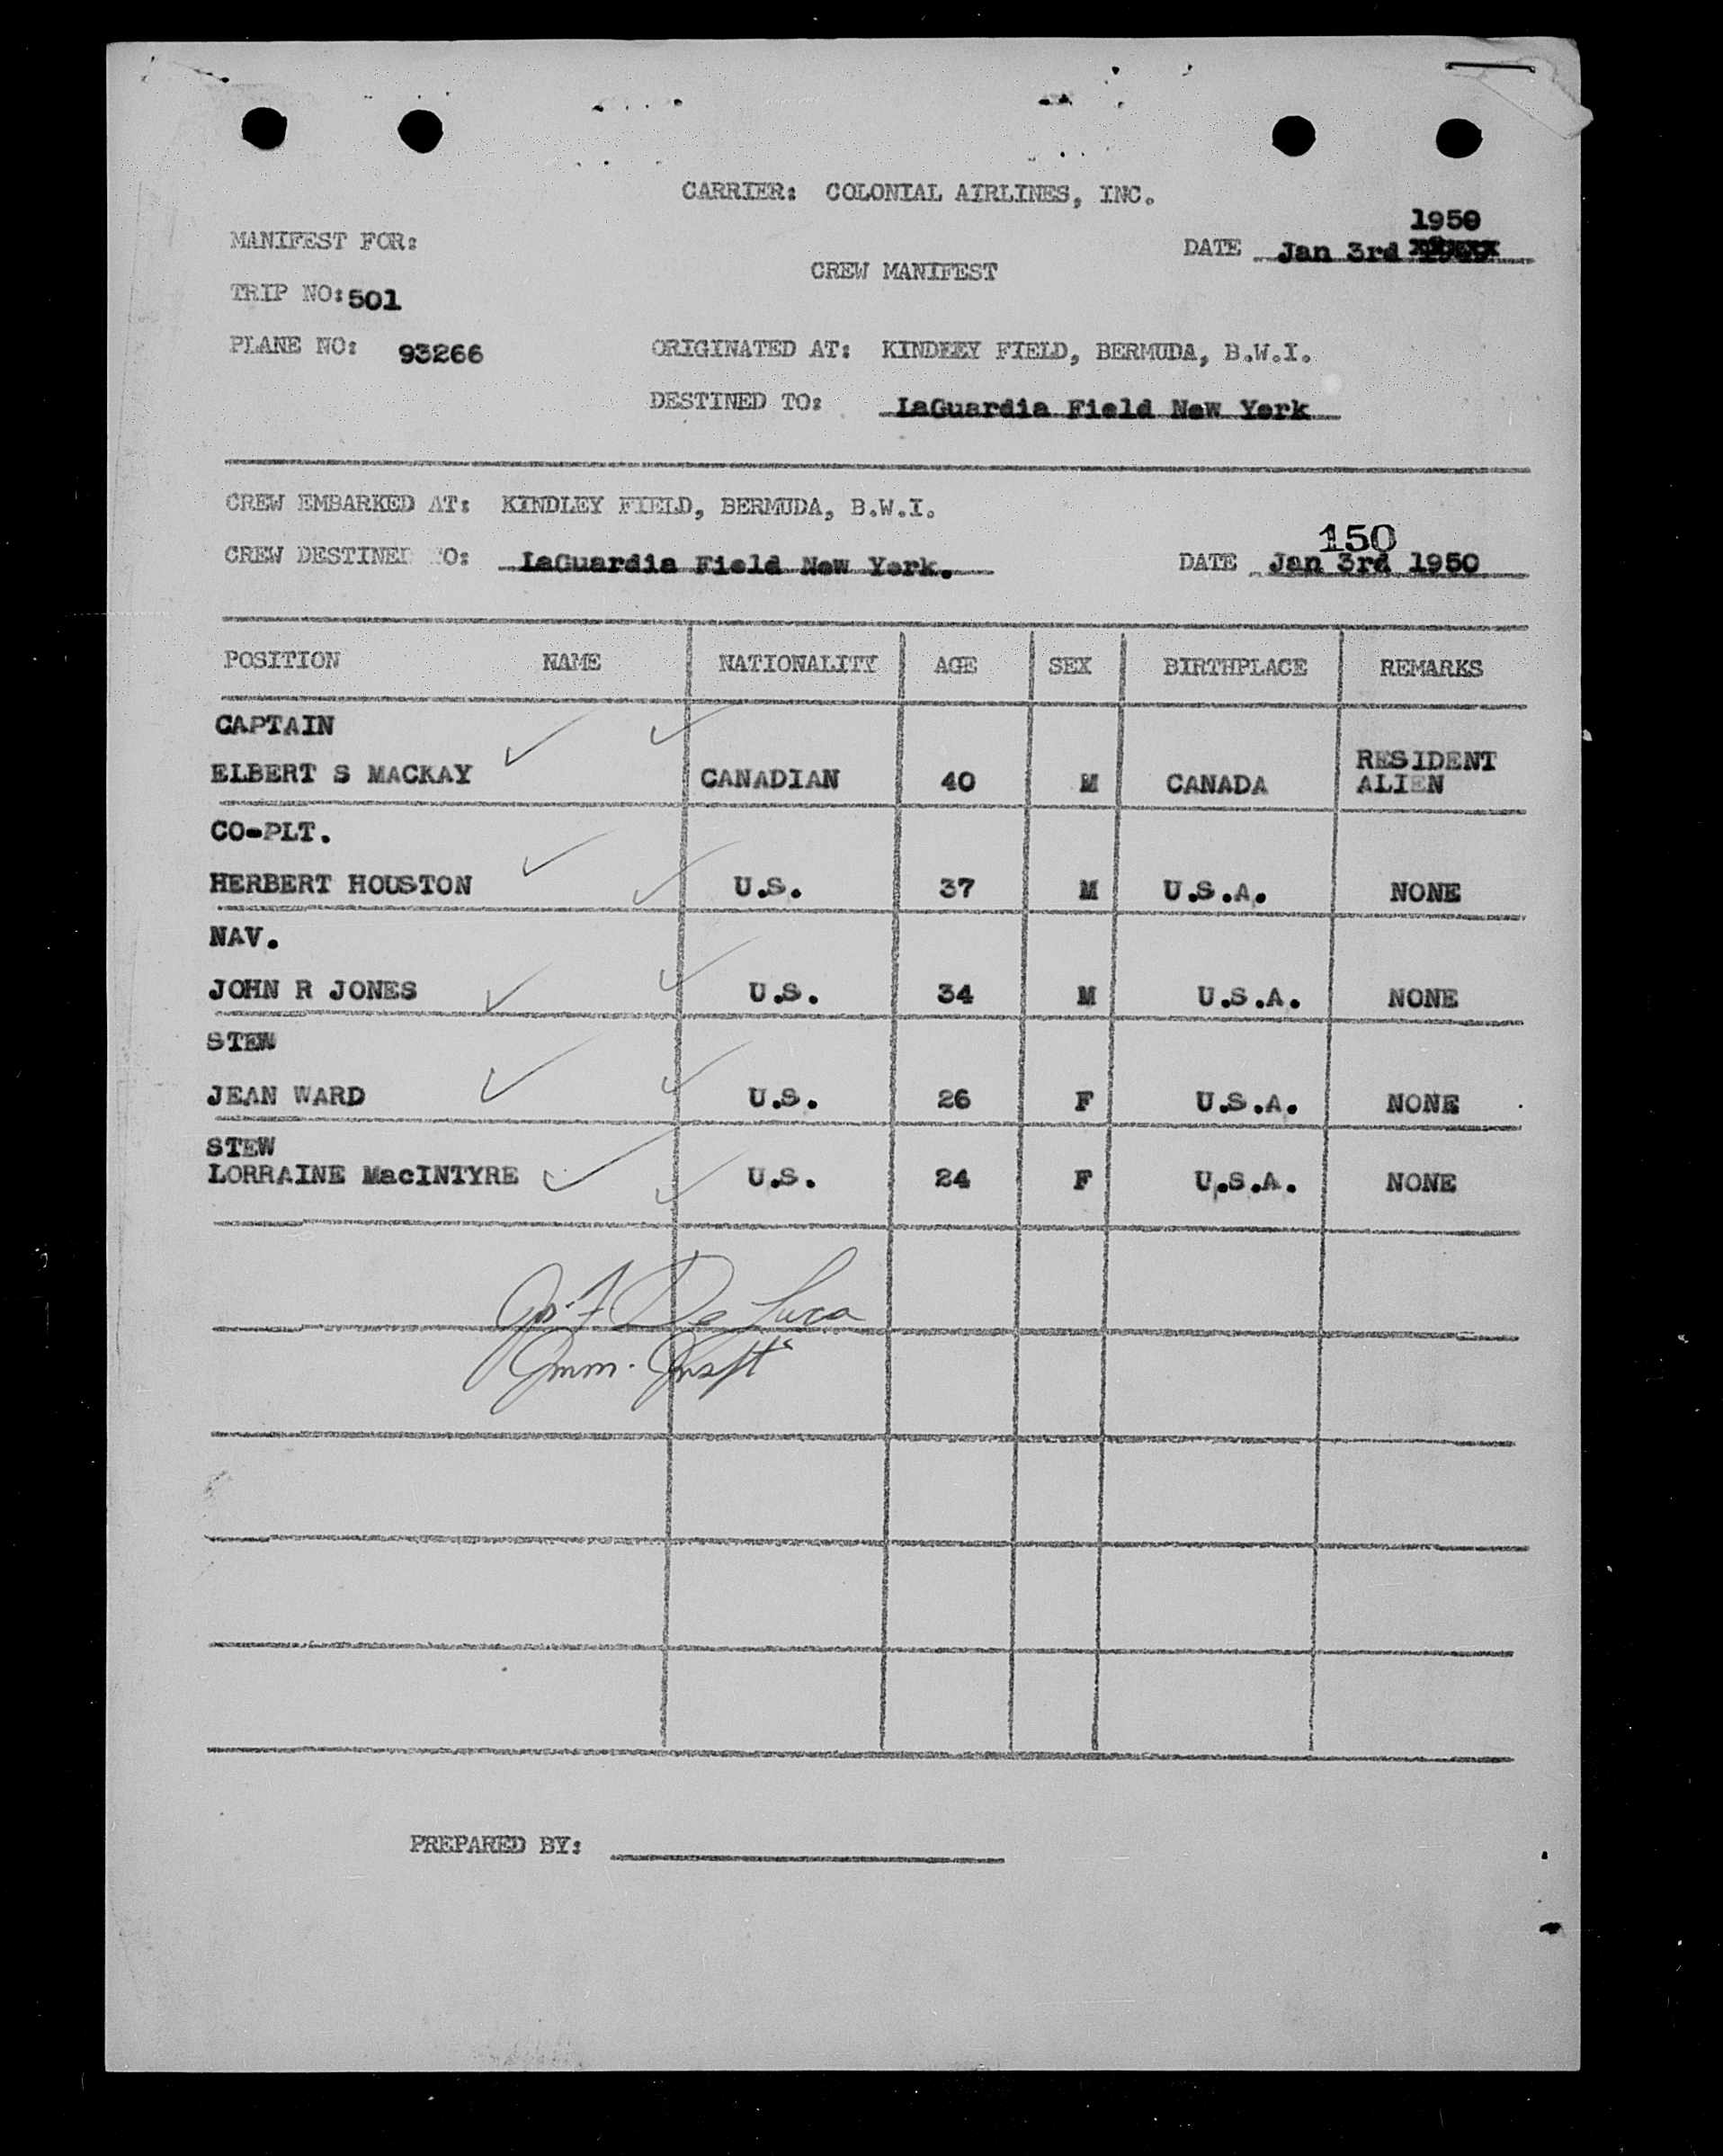 CARRIER: COLONIAL AIRLINES, INC.
1950
MANIFEST FOR:
DATE Jan 3rd
CREW MANIFEST
TRIP NO: 501
PLANE NO: 93266
ORIGINATED AT: KINDLEY FIELD, BERMUDA, B.W.I.
DESTINED TO: LaGuardia Field New York
CREW EMBARKED AT: KINDLEY FIELD, BERMUDA, B.W.I.
150
CREW DESTINED TO: LaGuardia Field New York.
DATE Jan 3rd 1950
POSITION NAME NATIONALITY AGE SEX BIRTHPLACE REMARKS
CAPTAIN
ELBERT S MACKAY CANADIAN 40 M CANADA RESIDENT ALIEN
CO-PLT.
HERBERT HOUSTON U.S. 37 M U.S.A. NONE
NAV.
JOHN R JONES U.S. 34 M U.S.A. NONE
STEW
JEAN WARD U.S. 26 F U.S.A. NONE
STEW
LORRAINE MacINTYRE U.S. 24 F U.S.A. NONE
De Luca
Imm. Inspt
PREPARED BY: